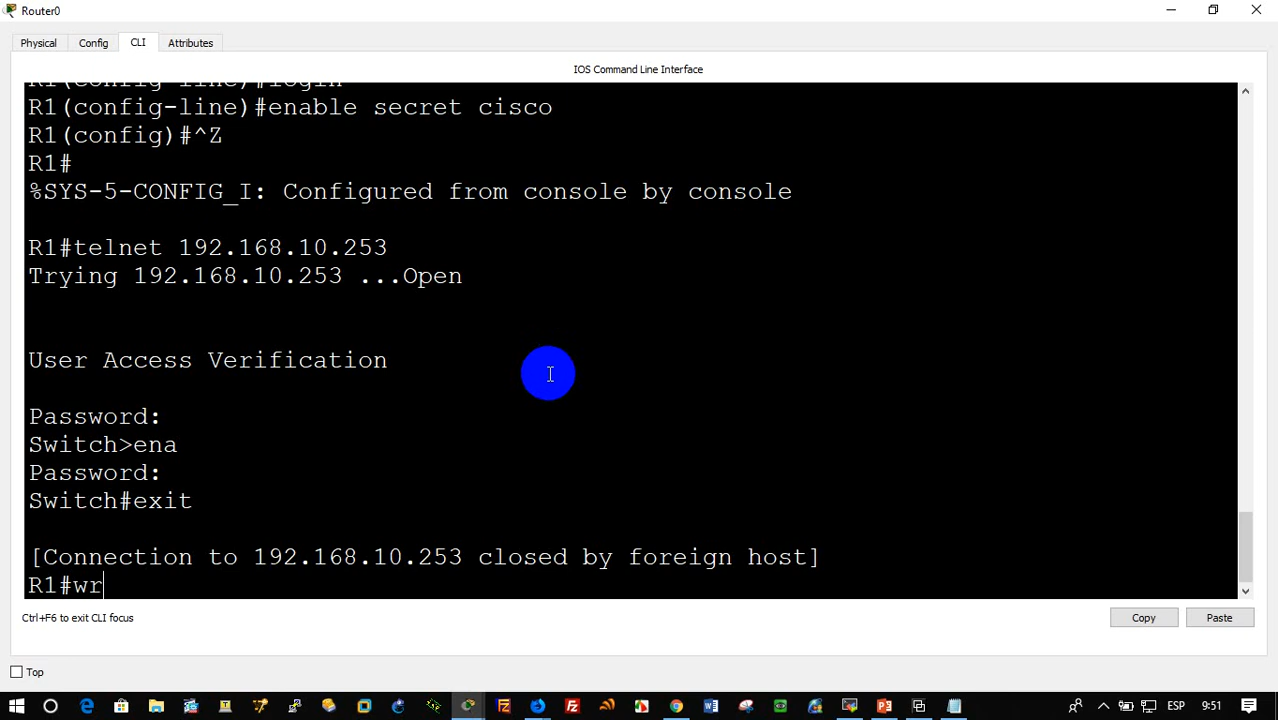 Router0
Physical
Config
CLI
Attributes
IOS Command Line Interface
R1(config-line)#login
R1(config-line)#enable secret cisco
R1(config)#^Z
R1#
%SYS-5-CONFIG_I: Configured from console by console
R1#telnet 192.168.10.253
Trying 192.168.10.253 ...Open
User Access Verification
Password:
Switch>ena
Password:
Switch#exit
[Connection to 192.168.10.253 closed by foreign host]
R1#wr
Ctrl+F6 to exit CLI focus
Copy
Paste
Top
ESP
9:51